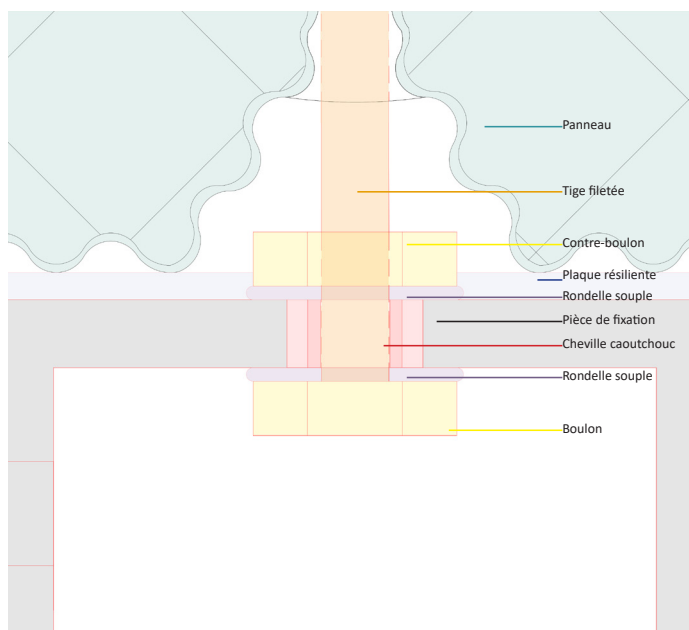 Panneau
Tige filetée
Contre-boulon
Plaque résiliente
Rondelle souple
Pièce de fixation
Cheville caoutchouc
Rondelle souple
Boulon